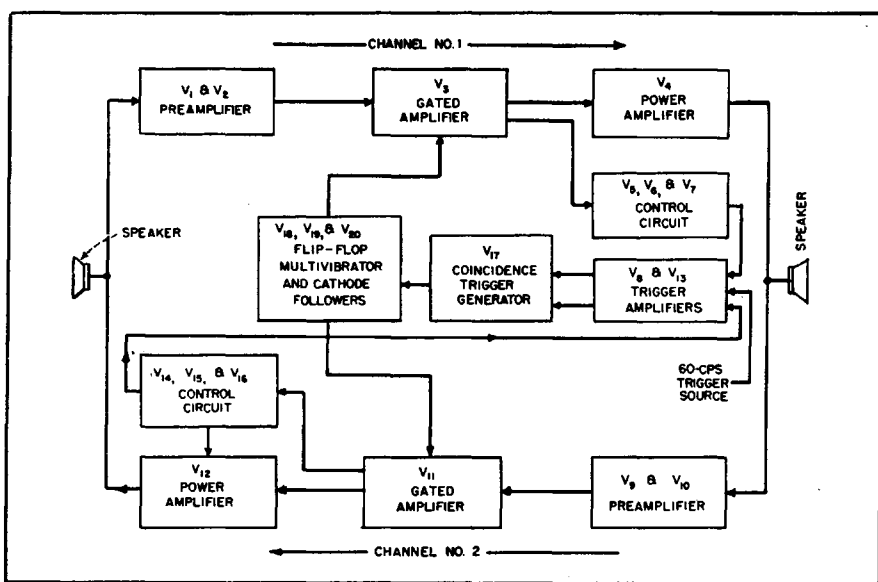 CHANNEL NO. 1
V1 & V2
PREAMPLIFIER
V3
GATED
AMPLIFIER
V4
POWER
AMPLIFIER
V5, V6, & V7
CONTROL
CIRCUIT
SPEAKER
SPEAKER
V18, V19, & V20
FLIP-FLOP
MULTIVIBRATOR
AND CATHODE
FOLLOWERS
V17
COINCIDENCE
TRIGGER
GENERATOR
V8 & V13
TRIGGER
AMPLIFIERS
60-CPS
TRIGGER
SOURCE
V14, V15, & V16
CONTROL
CIRCUIT
V12
POWER
AMPLIFIER
V11
GATED
AMPLIFIER
V9 & V10
PREAMPLIFIER
CHANNEL NO. 2